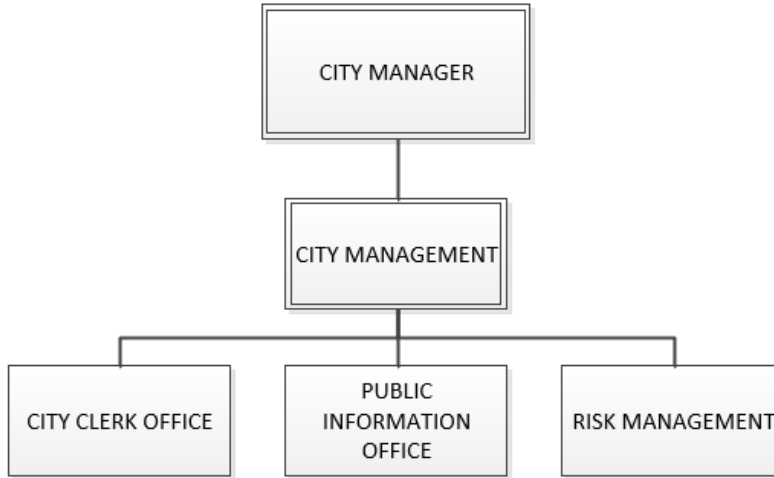 CITY MANAGER
CITY MANAGEMENT
CITY CLERK OFFICE
PUBLIC
INFORMATION
OFFICE
RISK MANAGEMENT